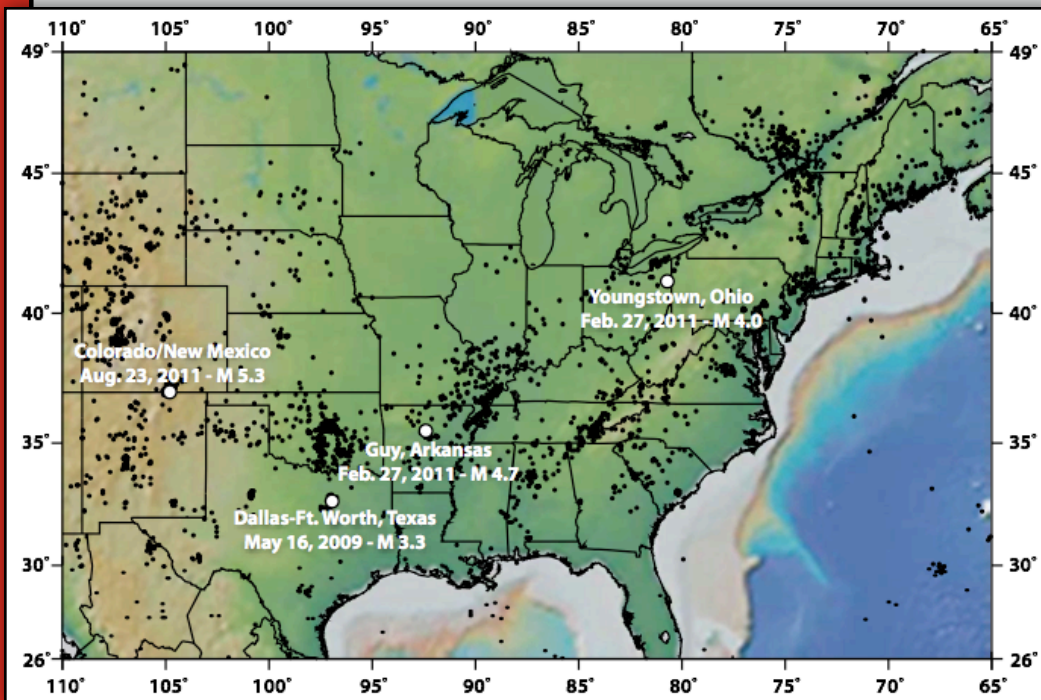 110˚ 105˚ 100˚ 95˚ 90˚ 85˚ 80˚ 75˚ 70˚ 65˚
49˚ 49˚
45˚ 45˚
Youngstown, Ohio
40˚ 40˚
Feb. 27, 2011 - M 4.0
Colorado/New Mexico
Aug. 23, 2011 - M 5.3
35˚ 35˚
Guy, Arkansas
Feb. 27, 2011 - M 4.7
Dallas-Ft. Worth, Texas
May 16, 2009 - M 3.3
30˚ 30˚
26˚ 26˚
110˚ 105˚ 100˚ 95˚ 90˚ 85˚ 80˚ 75˚ 70˚ 65˚